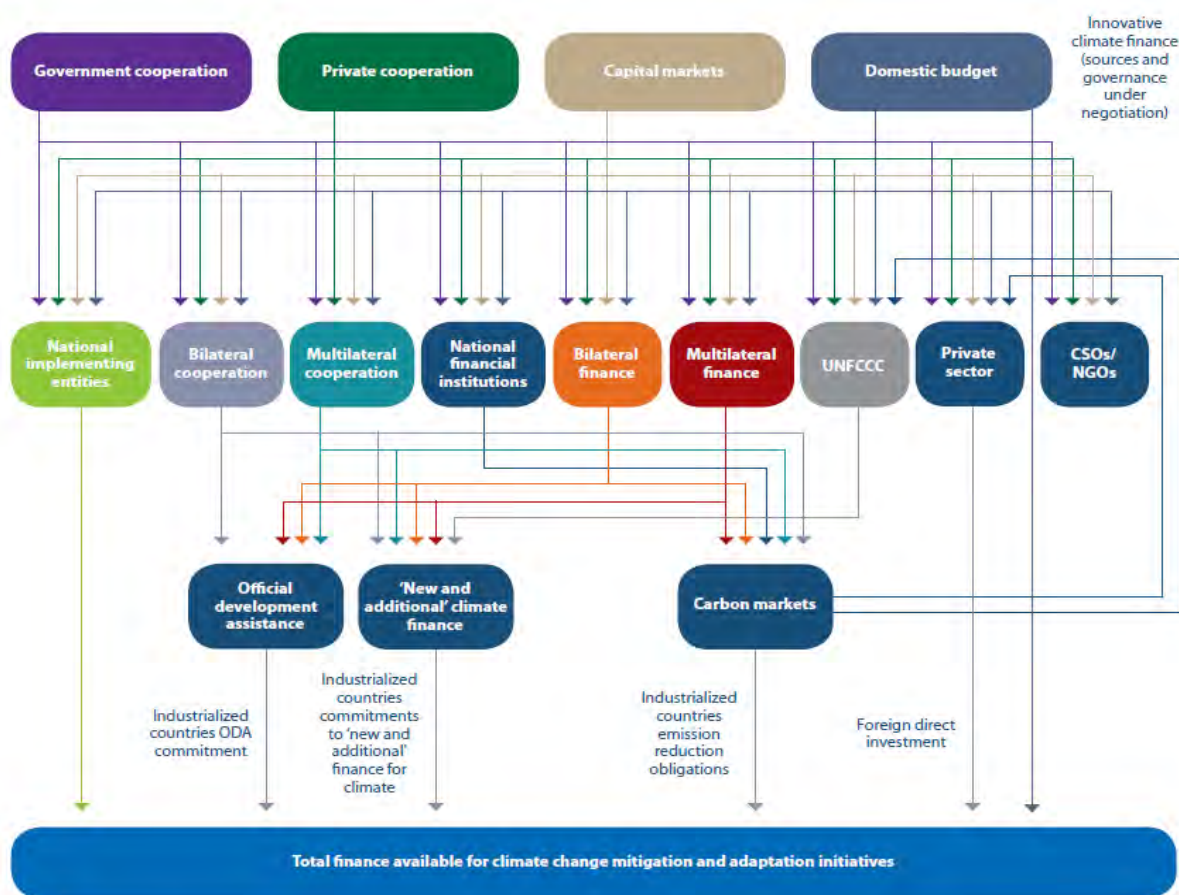 Government cooperation
Private cooperation
Capital markets
Domestic budget
Innovative
climate finance
(sources and
governance
under
negotiation)
National
implementing
entities
Bilateral
cooperation
Multilateral
cooperation
National
financial
institutions
Bilateral
finance
Multilateral
finance
UNFCCC
Private
sector
CSOs/
NGOs
Official
development
assistance
‘New and
additional’ climate
finance
Carbon markets
Industrialized
countries ODA
commitment
Industrialized
countries
commitments
to ‘new and
additional’
finance for
climate
Industrialized
countries
emission
reduction
obligations
Foreign direct
investment
Total finance available for climate change mitigation and adaptation initiatives